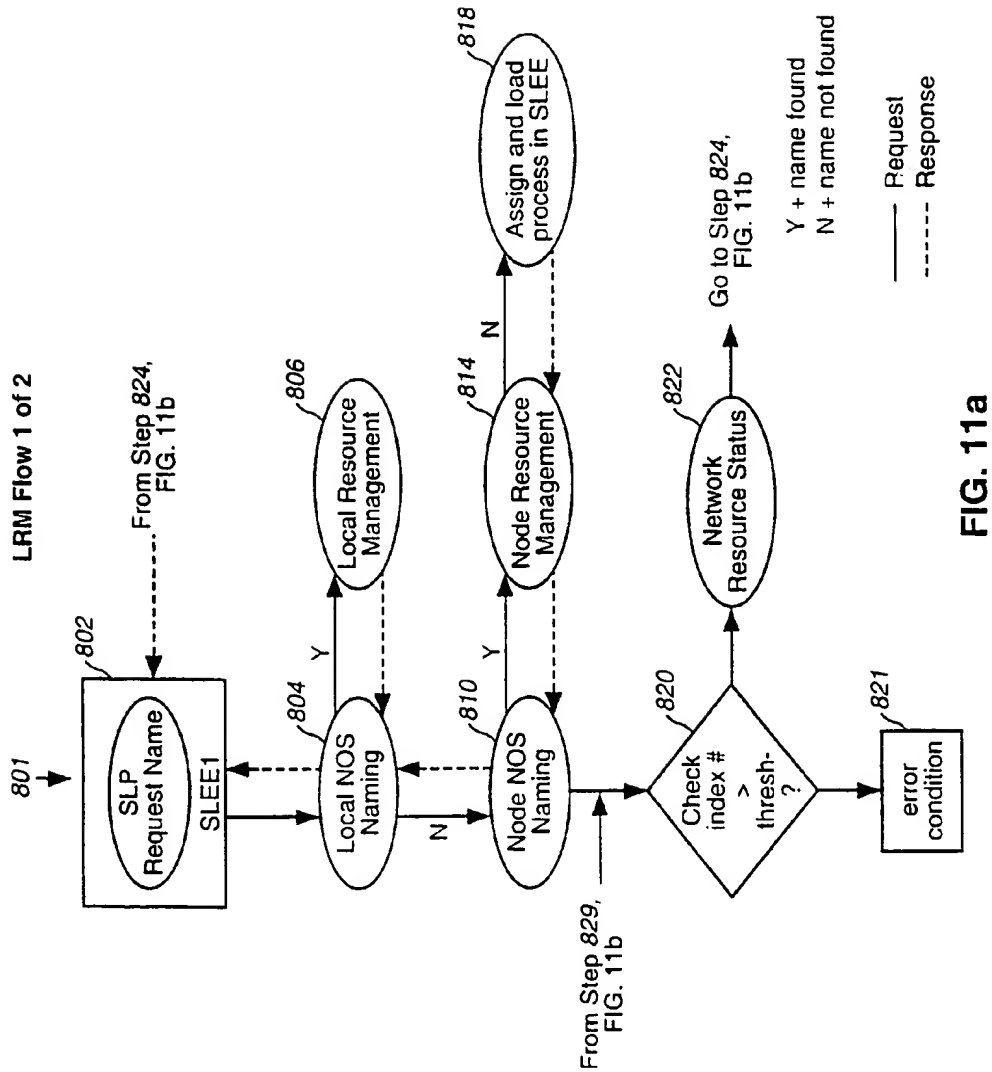 LRM Flow 1 of 2
801
802
SLP
Request Name
SLEE1
From Step 824,
FIG. 11b
804
Local NOS
Naming
Y
806
Local Resource
Management
N
810
Node NOS
Naming
Y
814
Node Resource
Management
N
818
Assign and load
process in SLEE
From Step 829,
FIG. 11b
820
Check
index #
>
thresh-
?
822
Network
Resource Status
Go to Step 824,
FIG. 11b
821
error
condition
Y + name found
N + name not found
Request
Response
FIG. 11a